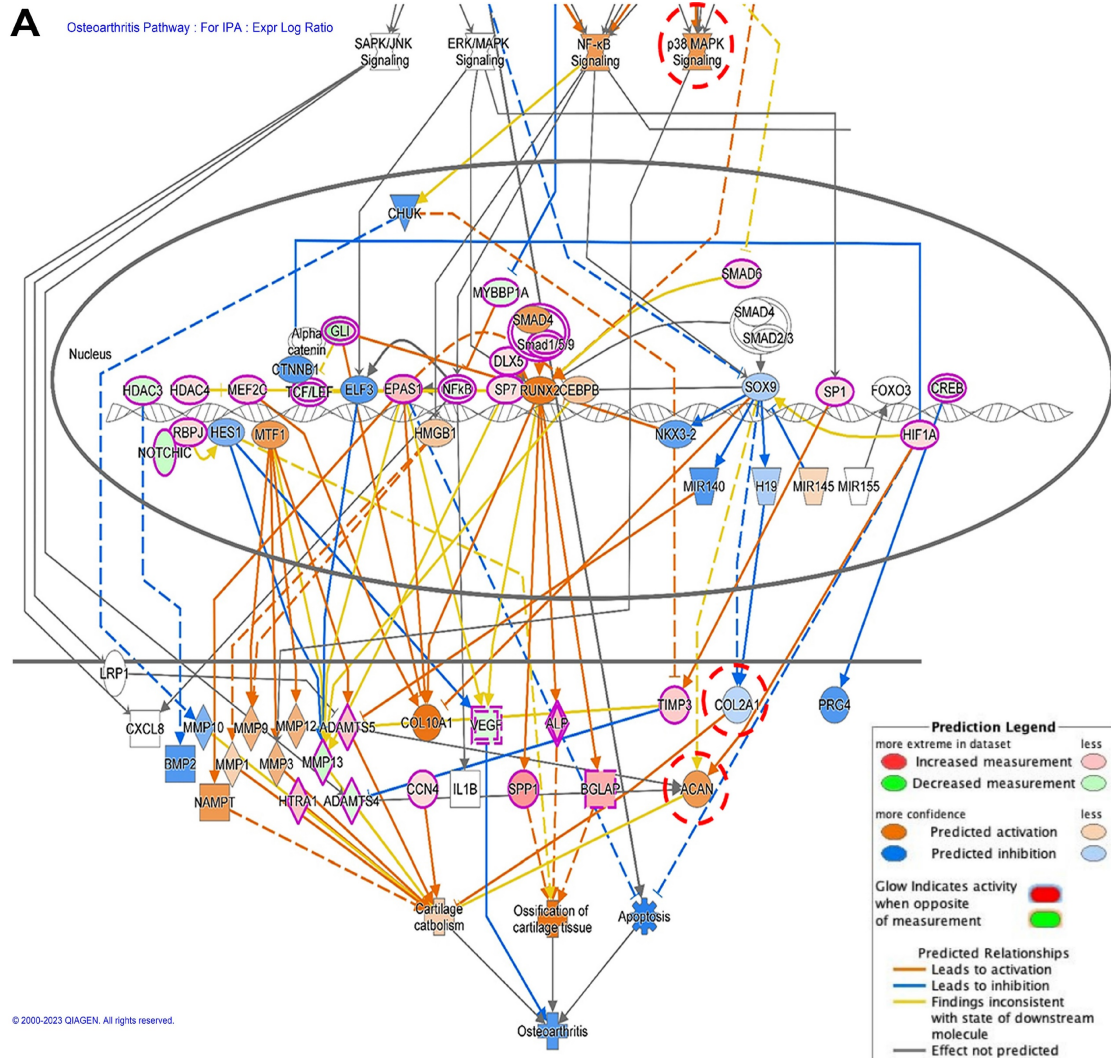 A
Osteoarthritis Pathway : For IPA : Expr Log Ratio
SAPK/JNK
Signaling
ERK/MAPK
Signaling
NF-κB
Signaling
p38 MAPK
Signaling
CHUK
SMAD6
MYBBP1A
SMAD4
SMAD4
GLI
Alpha
catenin
Smad1/5/9
SMAD2/3
Nucleus
DLX5
CTNNB1
HDAC3
HDAC4
MEF2C
TCF/LEF
ELF3
EPAS1
NFkB
SP7
RUNX2
CEBPB
SOX9
SP1
FOXO3
CREB
RBPJ
HES1
MTF1
HMGB1
NKX3-2
HIF1A
NOTCHIC
MIR140
H19
MIR145
MIR155
LRP1
CXCL8
MMP10
MMP9
MMP12
ADAMTS5
COL10A1
VEGF
ALP
TIMP3
COL2A1
PRG4
BMP2
MMP1
MMP3
MMP13
NAMPT
HTRA1
ADAMTS4
CCN4
IL1B
SPP1
BGLAP
ACAN
Cartilage
catbolism
Ossification of
cartilage tissue
Apoptosis
Osteoarthritis
Prediction Legend
more extreme in dataset less
Increased measurement
Decreased measurement
more confidence less
Predicted activation
Predicted inhibition
Glow Indicates activity
when opposite
of measurement
Predicted Relationships
Leads to activation
Leads to inhibition
Findings inconsistent
with state of downstream
molecule
Effect not predicted
© 2000-2023 QIAGEN. All rights reserved.